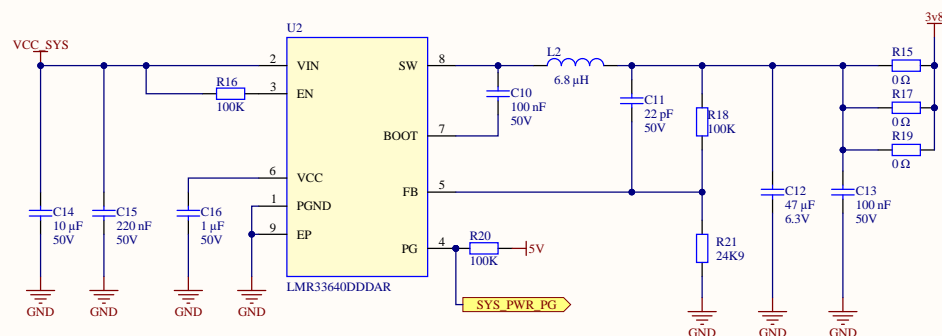 U2
3v8
VCC_SYS
2 VIN SW 8 L2 R15
6.8 µH 0 Ω
R16 3 EN C10 C11 R17
100K 100 nF 22 pF R18 0 Ω
50V 50V 100K
BOOT 7 R19
0 Ω
6 VCC
FB 5
C14 C15 C16 1 PGND C12 C13
10 µF 220 nF 1 µF 47 µF 100 nF
50V 50V 50V 9 EP 6.3V 50V
PG 4 R20 5V R21
100K 24K9
LMR33640DDDAR
SYS_PWR_PG
GND GND GND GND GND GND GND